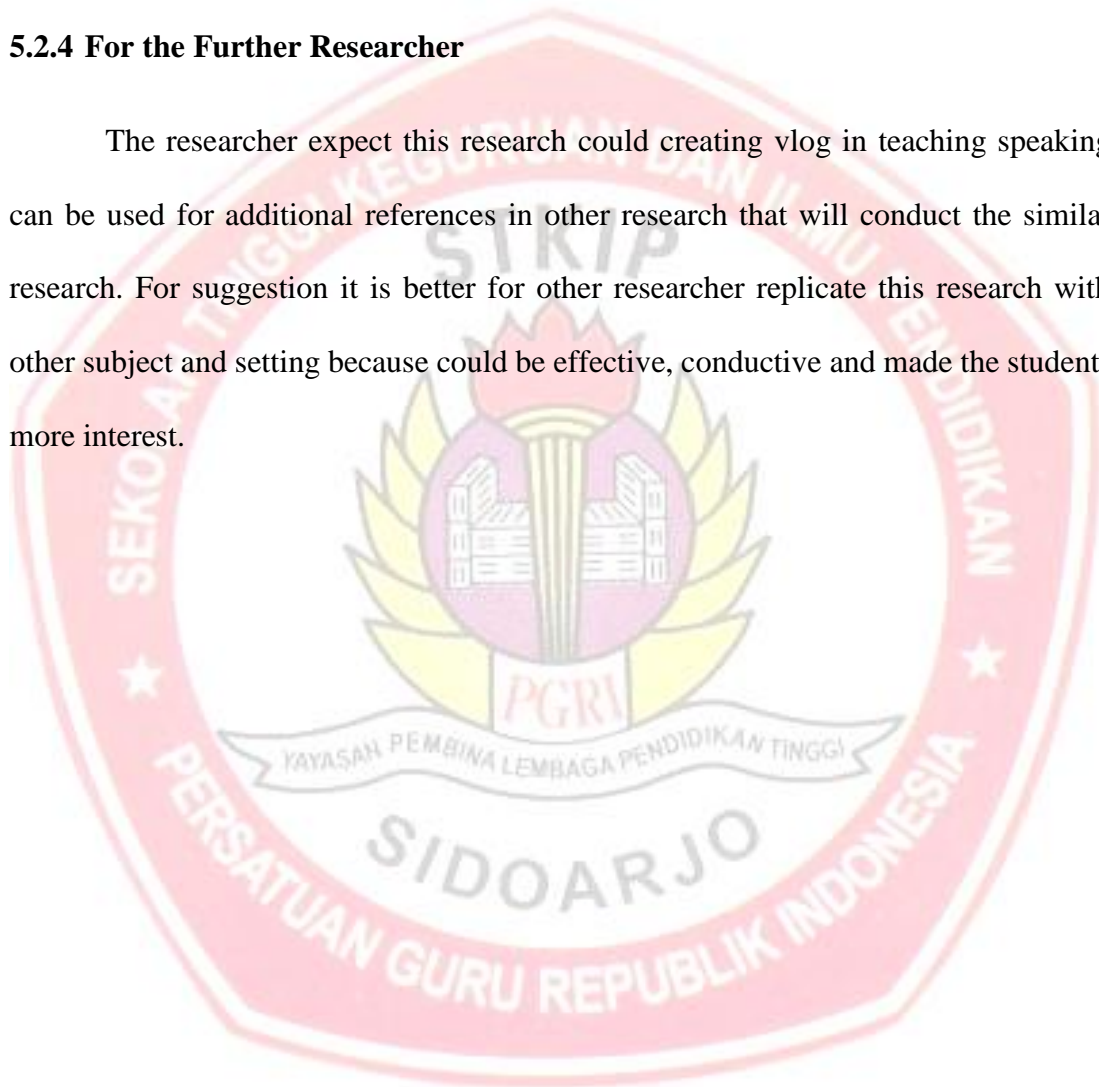 5.2.4 For the Further Researcher
The researcher expect this research could creating vlog in teaching speaking
can be used for additional references in other research that will conduct the simila
research. For suggestion it is better for other researcher replicate this research with
other subject and setting because could be effective, conductive and made the student
more interest.
SEKOLAH TINGGI KEGURUAN DAN ILMU PENDIDIKAN
STKIP
PGRI
YAYASAN PEMBINA LEMBAGA PENDIDIKAN TINGGI
SIDOARJO
PERSATUAN GURU REPUBLIK INDONESIA